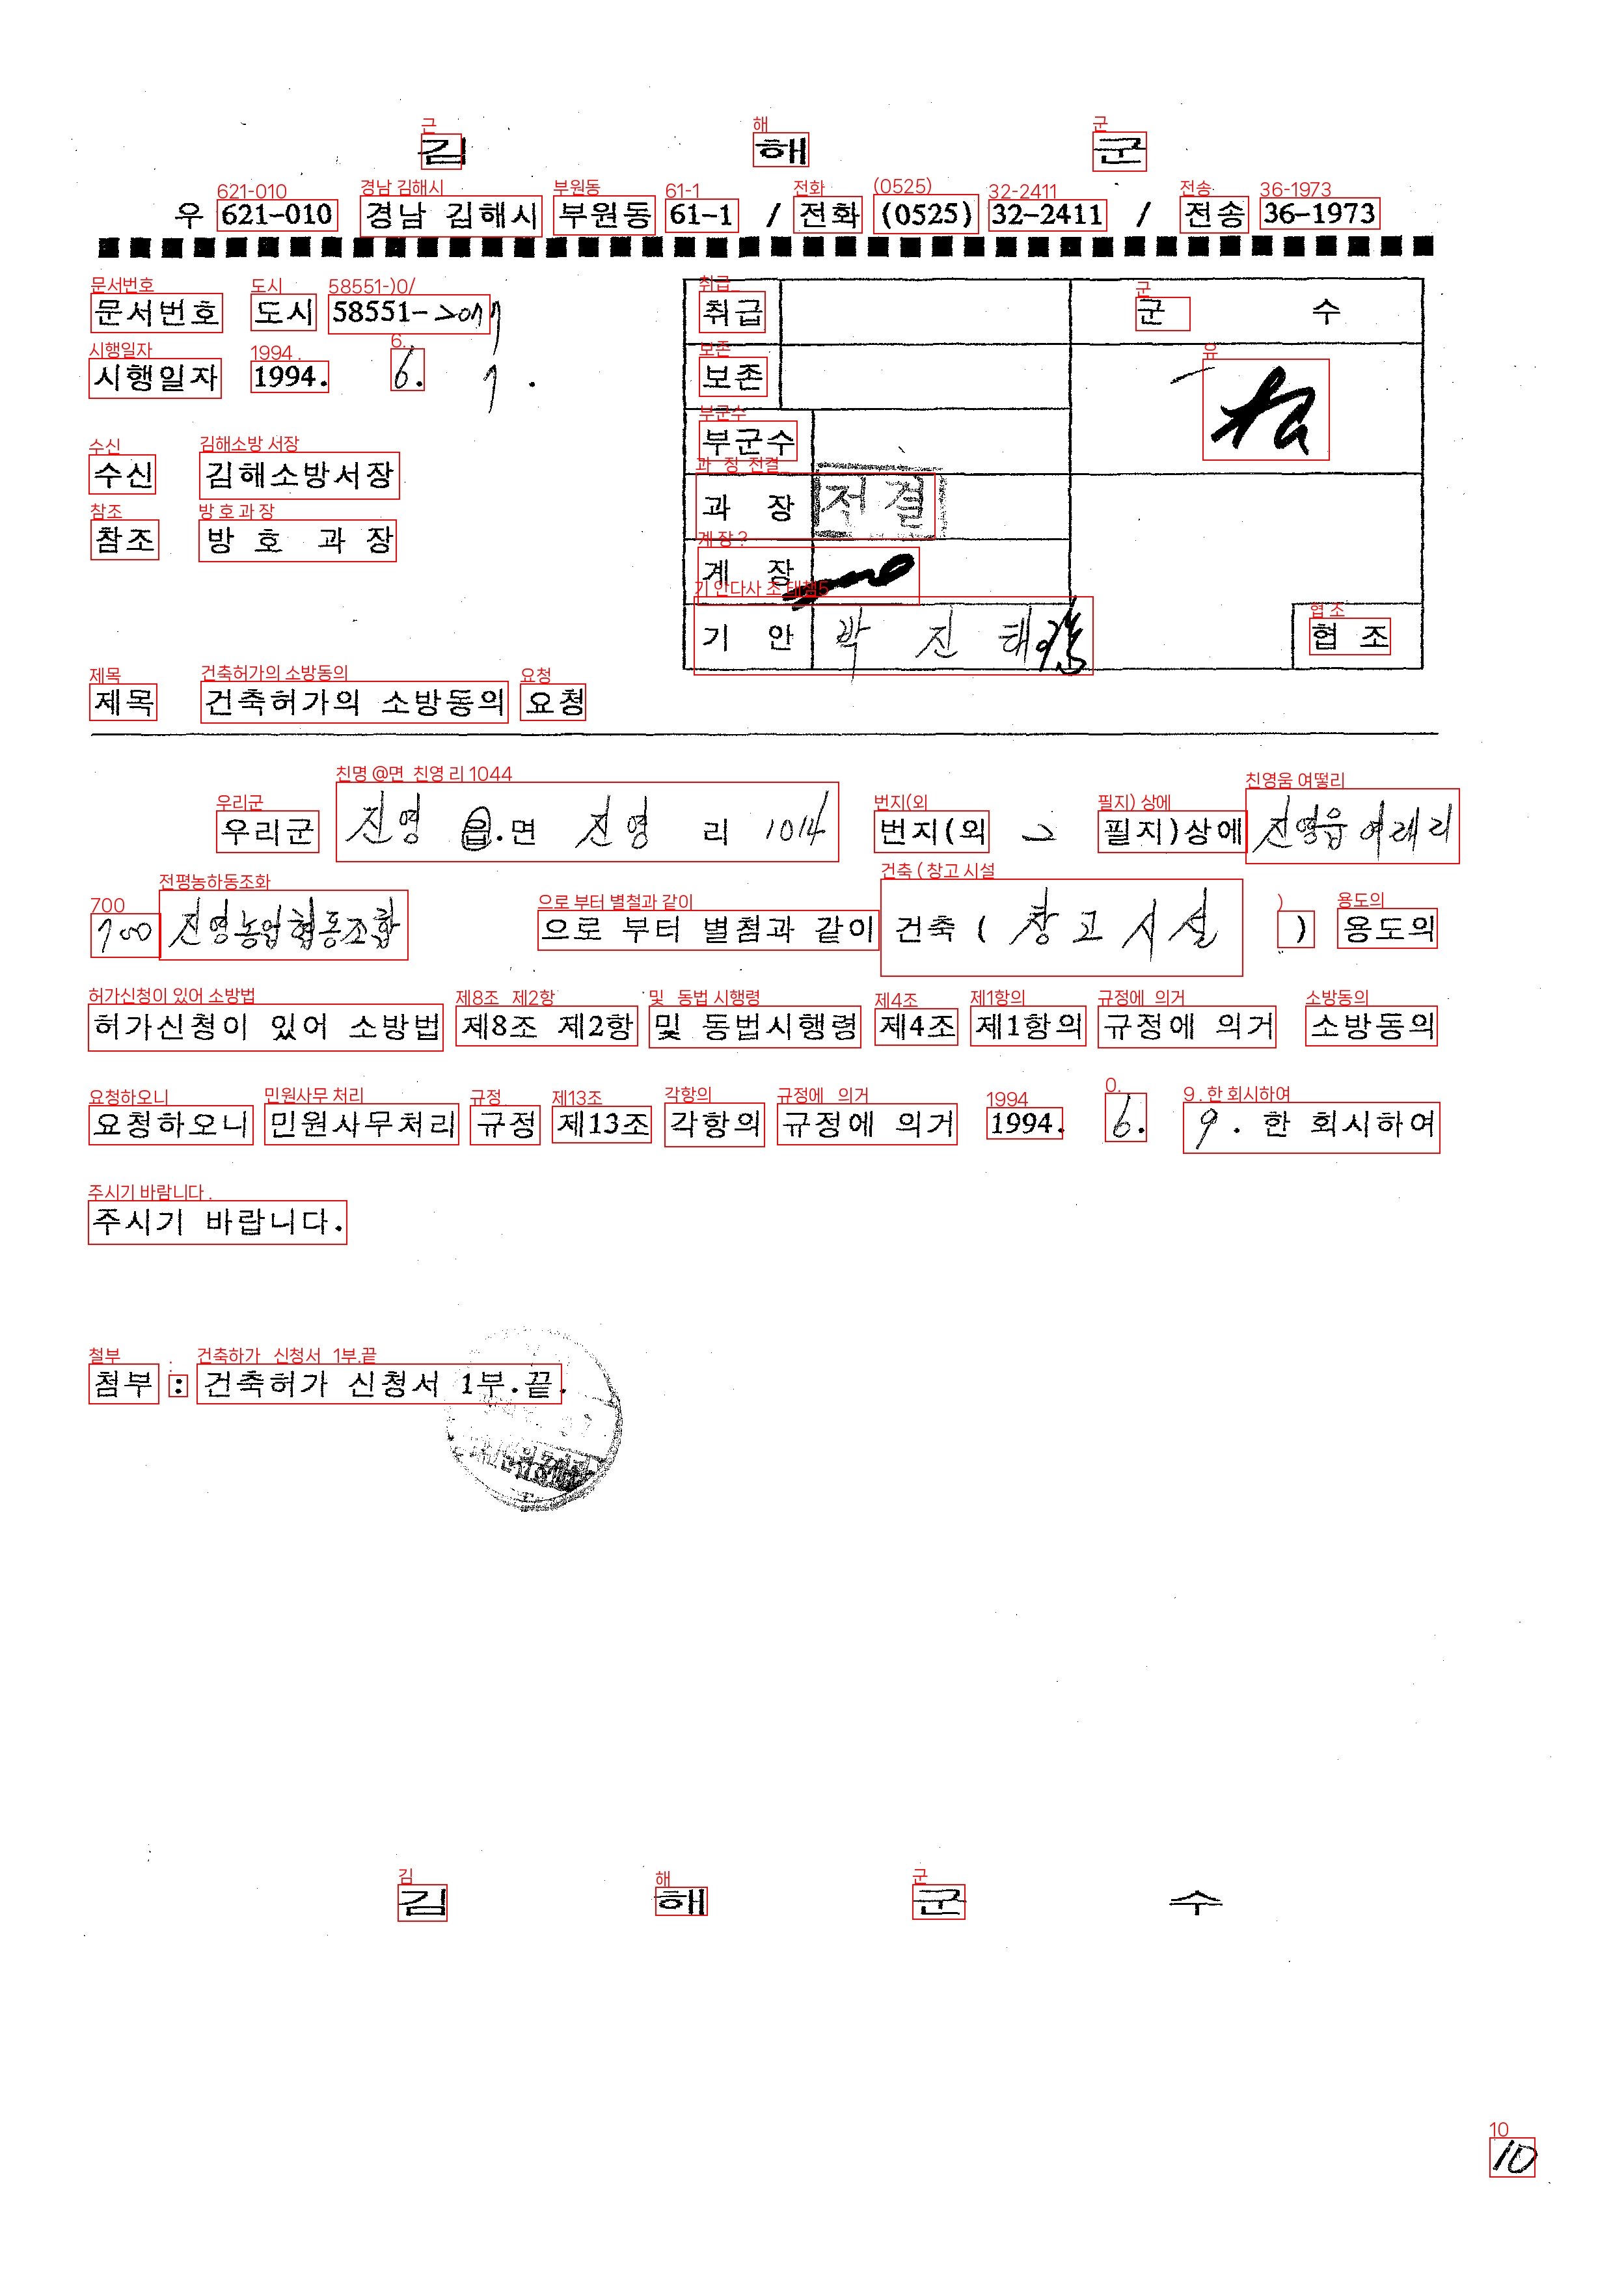 김 해 군
우 621-010 경남 김해시 부원동 61-1 / 전화 (0525) 32-2411 / 전송 36-1973
문서번호 도시 58551-
시행일자 1994. 6. 7.
수신 김해소방서장
참조 방 호 과 장
취급
보존
부군수
과 장 전결
계 장
기 안 박 진 태
군 수
협 조
제목 건축허가의 소방동의 요청
우리군 진영 읍.면 진영 리 1014 번지(외 2 필지)상에 진영읍 여래리
700 진영농업협동조합 으로 부터 별첨과 같이 건축 ( 창고시설 ) 용도의
허가신청이 있어 소방법 제8조 제2항 및 동법시행령 제4조 제1항의 규정에 의거 소방동의
요청하오니 민원사무처리 규정 제13조 각항의 규정에 의거 1994. 6. 9. 한 회시하여
주시기 바랍니다.
첨부 : 건축허가 신청서 1부.끝.
김 해 군 수
10